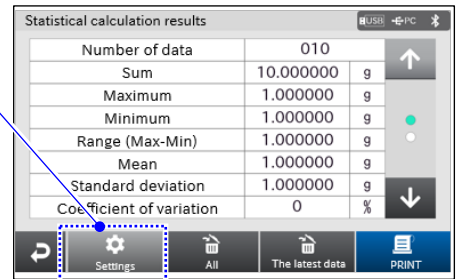 Statistical calculation results USB PC
Number of data 010
Sum 10.000000 g
Maximum 1.000000 g
Minimum 1.000000 g
Range (Max-Min) 1.000000 g
Mean 1.000000 g
Standard deviation 1.000000 g
Coefficient of variation 0 %
Settings All The latest data PRINT